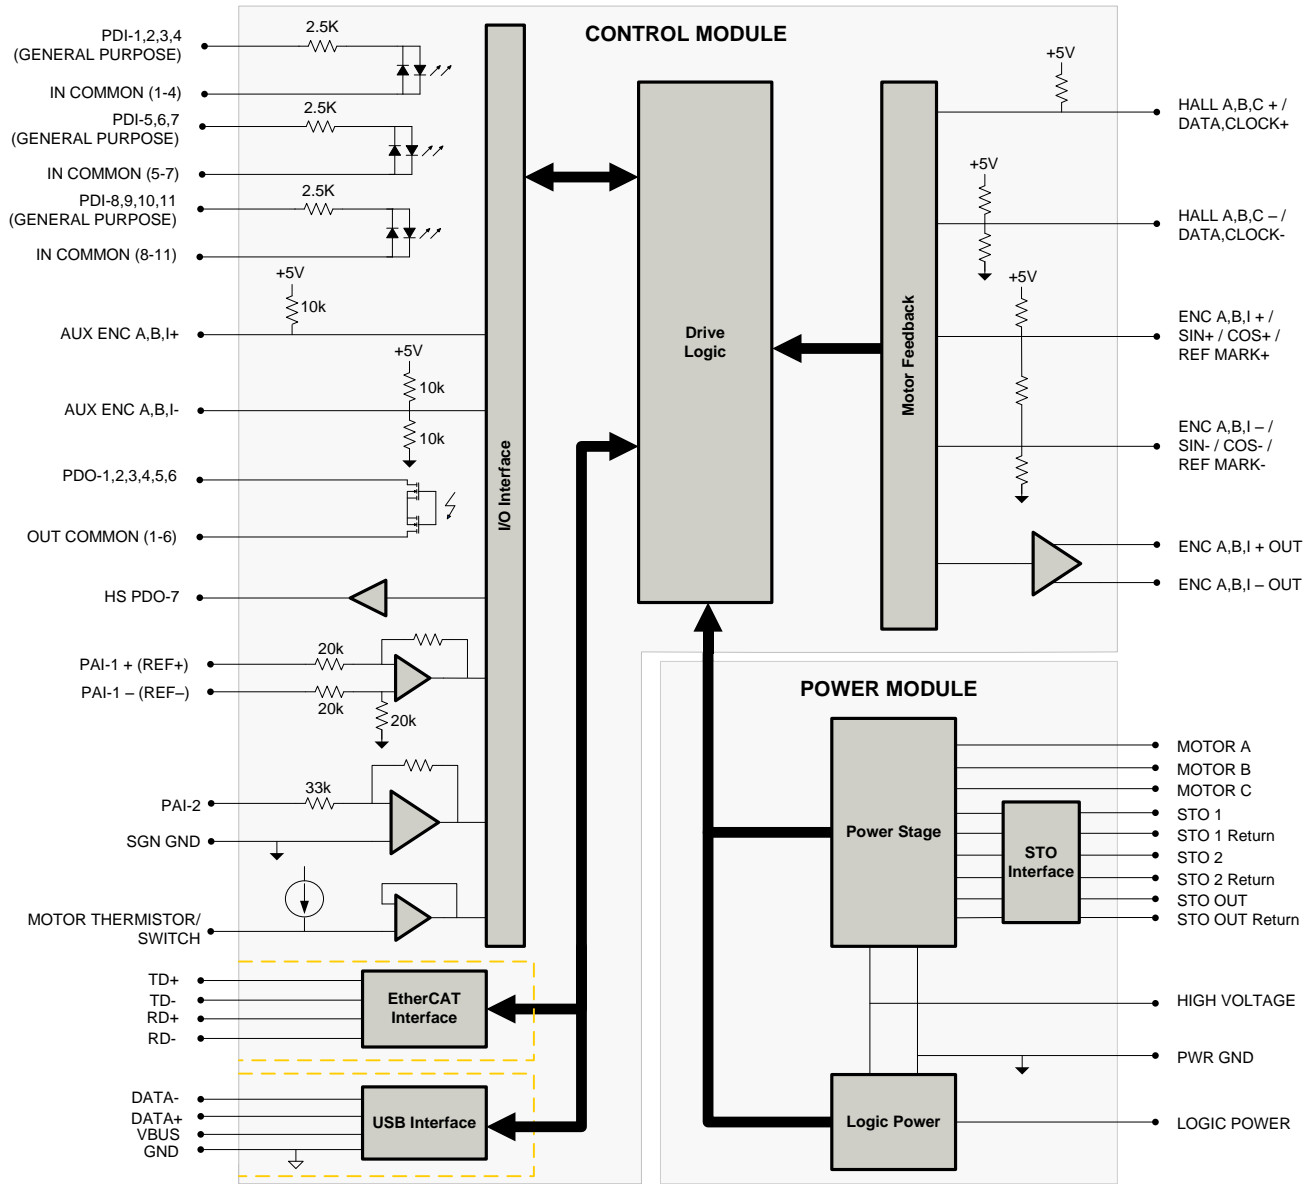 CONTROL MODULE
PDI-1,2,3,4
(GENERAL PURPOSE)
2.5K
IN COMMON (1-4)
PDI-5,6,7
(GENERAL PURPOSE)
2.5K
IN COMMON (5-7)
PDI-8,9,10,11
(GENERAL PURPOSE)
2.5K
IN COMMON (8-11)
+5V
10k
AUX ENC A,B,I+
+5V
10k
AUX ENC A,B,I-
10k
PDO-1,2,3,4,5,6
OUT COMMON (1-6)
HS PDO-7
PAI-1 + (REF+)
20k
PAI-1 – (REF–)
20k
20k
PAI-2
33k
SGN GND
MOTOR THERMISTOR/
SWITCH
I/O Interface
TD+
TD-
RD+
RD-
EtherCAT
Interface
DATA-
DATA+
VBUS
GND
USB Interface
Drive
Logic
Motor Feedback
+5V
HALL A,B,C + /
DATA,CLOCK+
+5V
HALL A,B,C – /
DATA,CLOCK-
+5V
ENC A,B,I + /
SIN+ / COS+ /
REF MARK+
ENC A,B,I – /
SIN- / COS- /
REF MARK-
ENC A,B,I + OUT
ENC A,B,I – OUT
POWER MODULE
Power Stage
MOTOR A
MOTOR B
MOTOR C
STO
Interface
STO 1
STO 1 Return
STO 2
STO 2 Return
STO OUT
STO OUT Return
HIGH VOLTAGE
PWR GND
Logic Power
LOGIC POWER